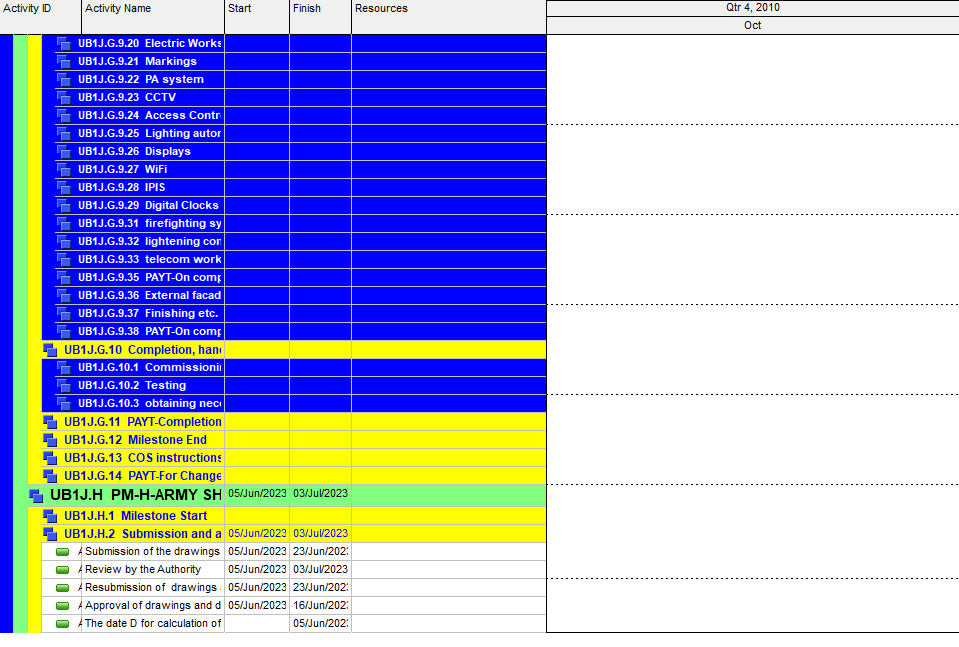 Activity ID Activity Name Start Finish Resources Qtr 4, 2010
Oct
UB1J.G.9.20 Electric Works
UB1J.G.9.21 Markings
UB1J.G.9.22 PA system
UB1J.G.9.23 CCTV
UB1J.G.9.24 Access Contr
UB1J.G.9.25 Lighting autor
UB1J.G.9.26 Displays
UB1J.G.9.27 WiFi
UB1J.G.9.28 IPIS
UB1J.G.9.29 Digital Clocks
UB1J.G.9.31 firefighting sy
UB1J.G.9.32 lightening con
UB1J.G.9.33 telecom work
UB1J.G.9.35 PAYT-On comp
UB1J.G.9.36 External facad
UB1J.G.9.37 Finishing etc.
UB1J.G.9.38 PAYT-On comp
UB1J.G.10 Completion, han
UB1J.G.10.1 Commissioni
UB1J.G.10.2 Testing
UB1J.G.10.3 obtaining nec
UB1J.G.11 PAYT-Completion
UB1J.G.12 Milestone End
UB1J.G.13 COS instructions
UB1J.G.14 PAYT-For Change
UB1J.H PM-H-ARMY SH 05/Jun/2023 03/Jul/2023
UB1J.H.1 Milestone Start
UB1J.H.2 Submission and a 05/Jun/2023 03/Jul/2023
Submission of the drawings 05/Jun/2023 23/Jun/202
Review by the Authority 05/Jun/2023 03/Jul/2023
Resubmission of drawings 05/Jun/2023 23/Jun/202
Approval of drawings and d 05/Jun/2023 16/Jun/202
The date D for calculation of 05/Jun/202